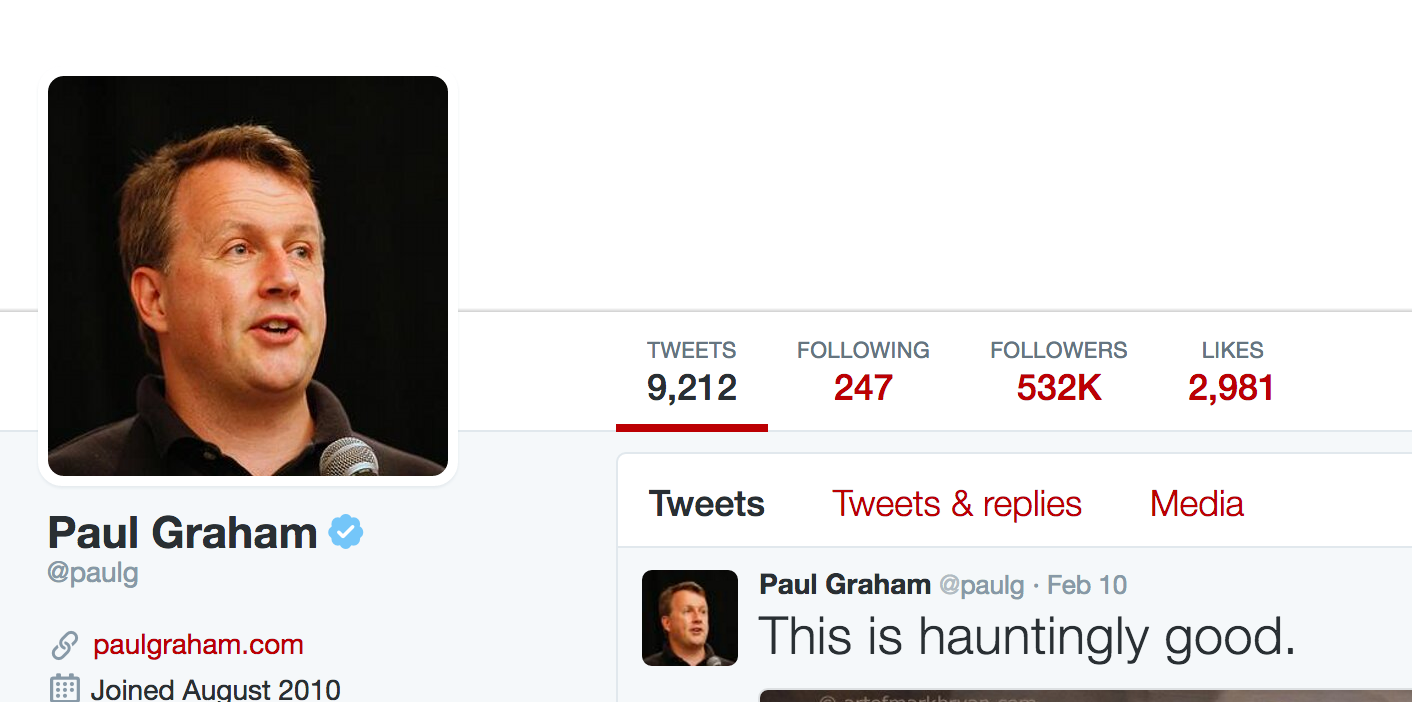 TWEETS FOLLOWING FOLLOWERS LIKES
9,212 247 532K 2,981
Paul Graham
@paulg
paulgraham.com
Joined August 2010
Tweets Tweets & replies Media
Paul Graham @paulg · Feb 10
This is hauntingly good.